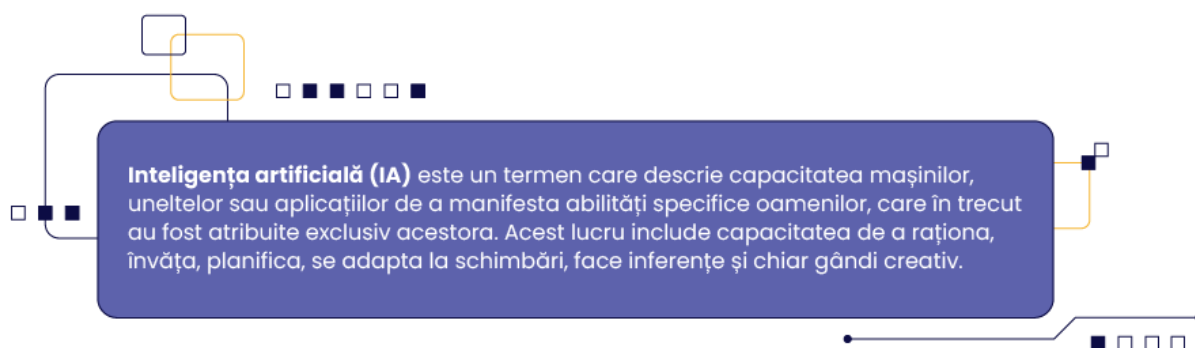 Inteligența artificială (IA) este un termen care descrie capacitatea mașinilor,
uneltelor sau aplicațiilor de a manifesta abilități specifice oamenilor, care în trecut
au fost atribuite exclusiv acestora. Acest lucru include capacitatea de a raționa,
învăța, planifica, se adapta la schimbări, face inferențe și chiar gândi creativ.